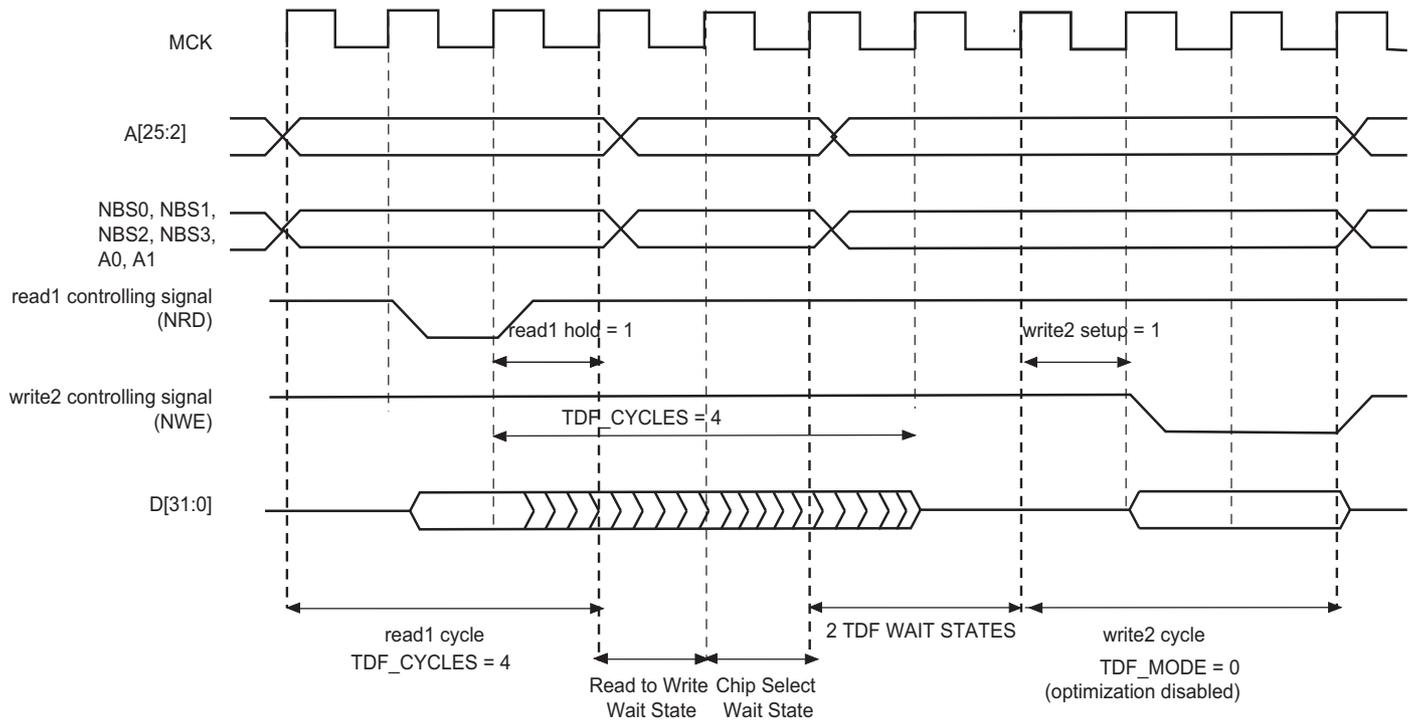 MCK
A[25:2]
NBS0, NBS1,
NBS2, NBS3,
A0, A1
read1 controlling signal
(NRD)
read1 hold = 1
write2 setup = 1
write2 controlling signal
(NWE)
TDF_CYCLES = 4
D[31:0]
read1 cycle
TDF_CYCLES = 4
2 TDF WAIT STATES
write2 cycle
TDF_MODE = 0
(optimization disabled)
Read to Write
Wait State
Chip Select
Wait State